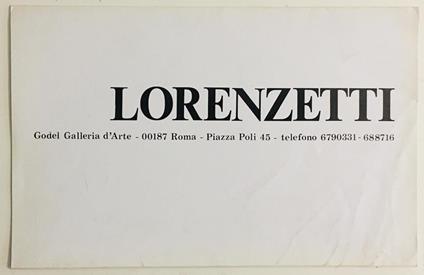 LORENZETTI
Godel Galleria d'Arte - 00187 Roma - Piazza Poli 45 - telefono 6790331 - 688716